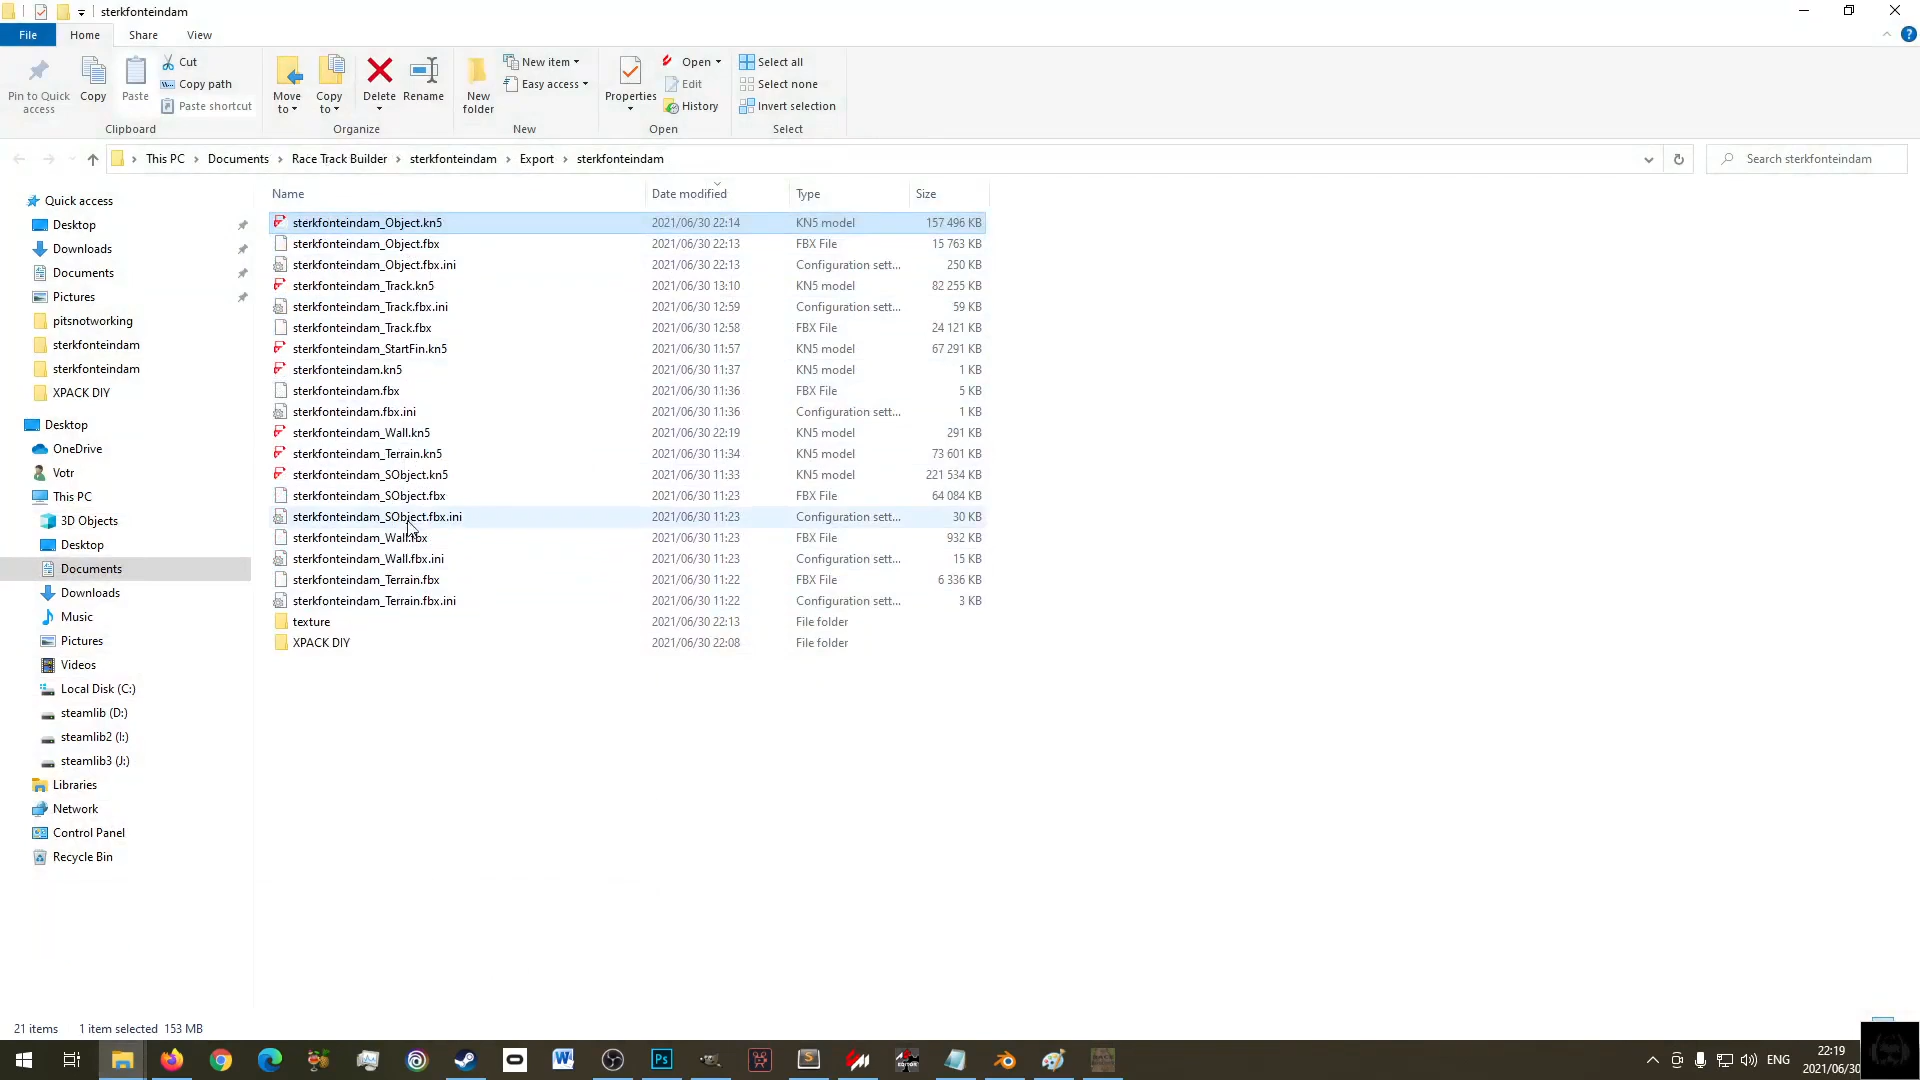 sterkfonteindam
File Home Share View
Pin to Quick access
Copy
Paste
Cut
Copy path
Paste shortcut
Clipboard
Move to
Copy to
Delete
Rename
Organize
New folder
New item
Easy access
New
Properties
Open
Edit
History
Open
Select all
Select none
Invert selection
Select
This PC > Documents > Race Track Builder > sterkfonteindam > Export > sterkfonteindam
Search sterkfonteindam
Quick access
Desktop
Downloads
Documents
Pictures
pitsnotworking
sterkfonteindam
sterkfonteindam
XPACK DIY
Desktop
OneDrive
Votr
This PC
3D Objects
Desktop
Documents
Downloads
Music
Pictures
Videos
Local Disk (C:)
steamlib (D:)
steamlib2 (I:)
steamlib3 (J:)
Libraries
Network
Control Panel
Recycle Bin
Name Date modified Type Size
sterkfonteindam_Object.kn5 2021/06/30 22:14 KN5 model 157 496 KB
sterkfonteindam_Object.fbx 2021/06/30 22:13 FBX File 15 763 KB
sterkfonteindam_Object.fbx.ini 2021/06/30 22:13 Configuration sett... 250 KB
sterkfonteindam_Track.kn5 2021/06/30 13:10 KN5 model 82 255 KB
sterkfonteindam_Track.fbx.ini 2021/06/30 12:59 Configuration sett... 59 KB
sterkfonteindam_Track.fbx 2021/06/30 12:58 FBX File 24 121 KB
sterkfonteindam_StartFin.kn5 2021/06/30 11:57 KN5 model 67 291 KB
sterkfonteindam.kn5 2021/06/30 11:37 KN5 model 1 KB
sterkfonteindam.fbx 2021/06/30 11:36 FBX File 5 KB
sterkfonteindam.fbx.ini 2021/06/30 11:36 Configuration sett... 1 KB
sterkfonteindam_Wall.kn5 2021/06/30 22:19 KN5 model 291 KB
sterkfonteindam_Terrain.kn5 2021/06/30 11:34 KN5 model 73 601 KB
sterkfonteindam_SObject.kn5 2021/06/30 11:33 KN5 model 221 534 KB
sterkfonteindam_SObject.fbx 2021/06/30 11:23 FBX File 64 084 KB
sterkfonteindam_SObject.fbx.ini 2021/06/30 11:23 Configuration sett... 30 KB
sterkfonteindam_Wall.fbx 2021/06/30 11:23 FBX File 932 KB
sterkfonteindam_Wall.fbx.ini 2021/06/30 11:23 Configuration sett... 15 KB
sterkfonteindam_Terrain.fbx 2021/06/30 11:22 FBX File 6 336 KB
sterkfonteindam_Terrain.fbx.ini 2021/06/30 11:22 Configuration sett... 3 KB
texture 2021/06/30 22:13 File folder
XPACK DIY 2021/06/30 22:08 File folder
21 items 1 item selected 153 MB
Ps
ENG
22:19
2021/06/30